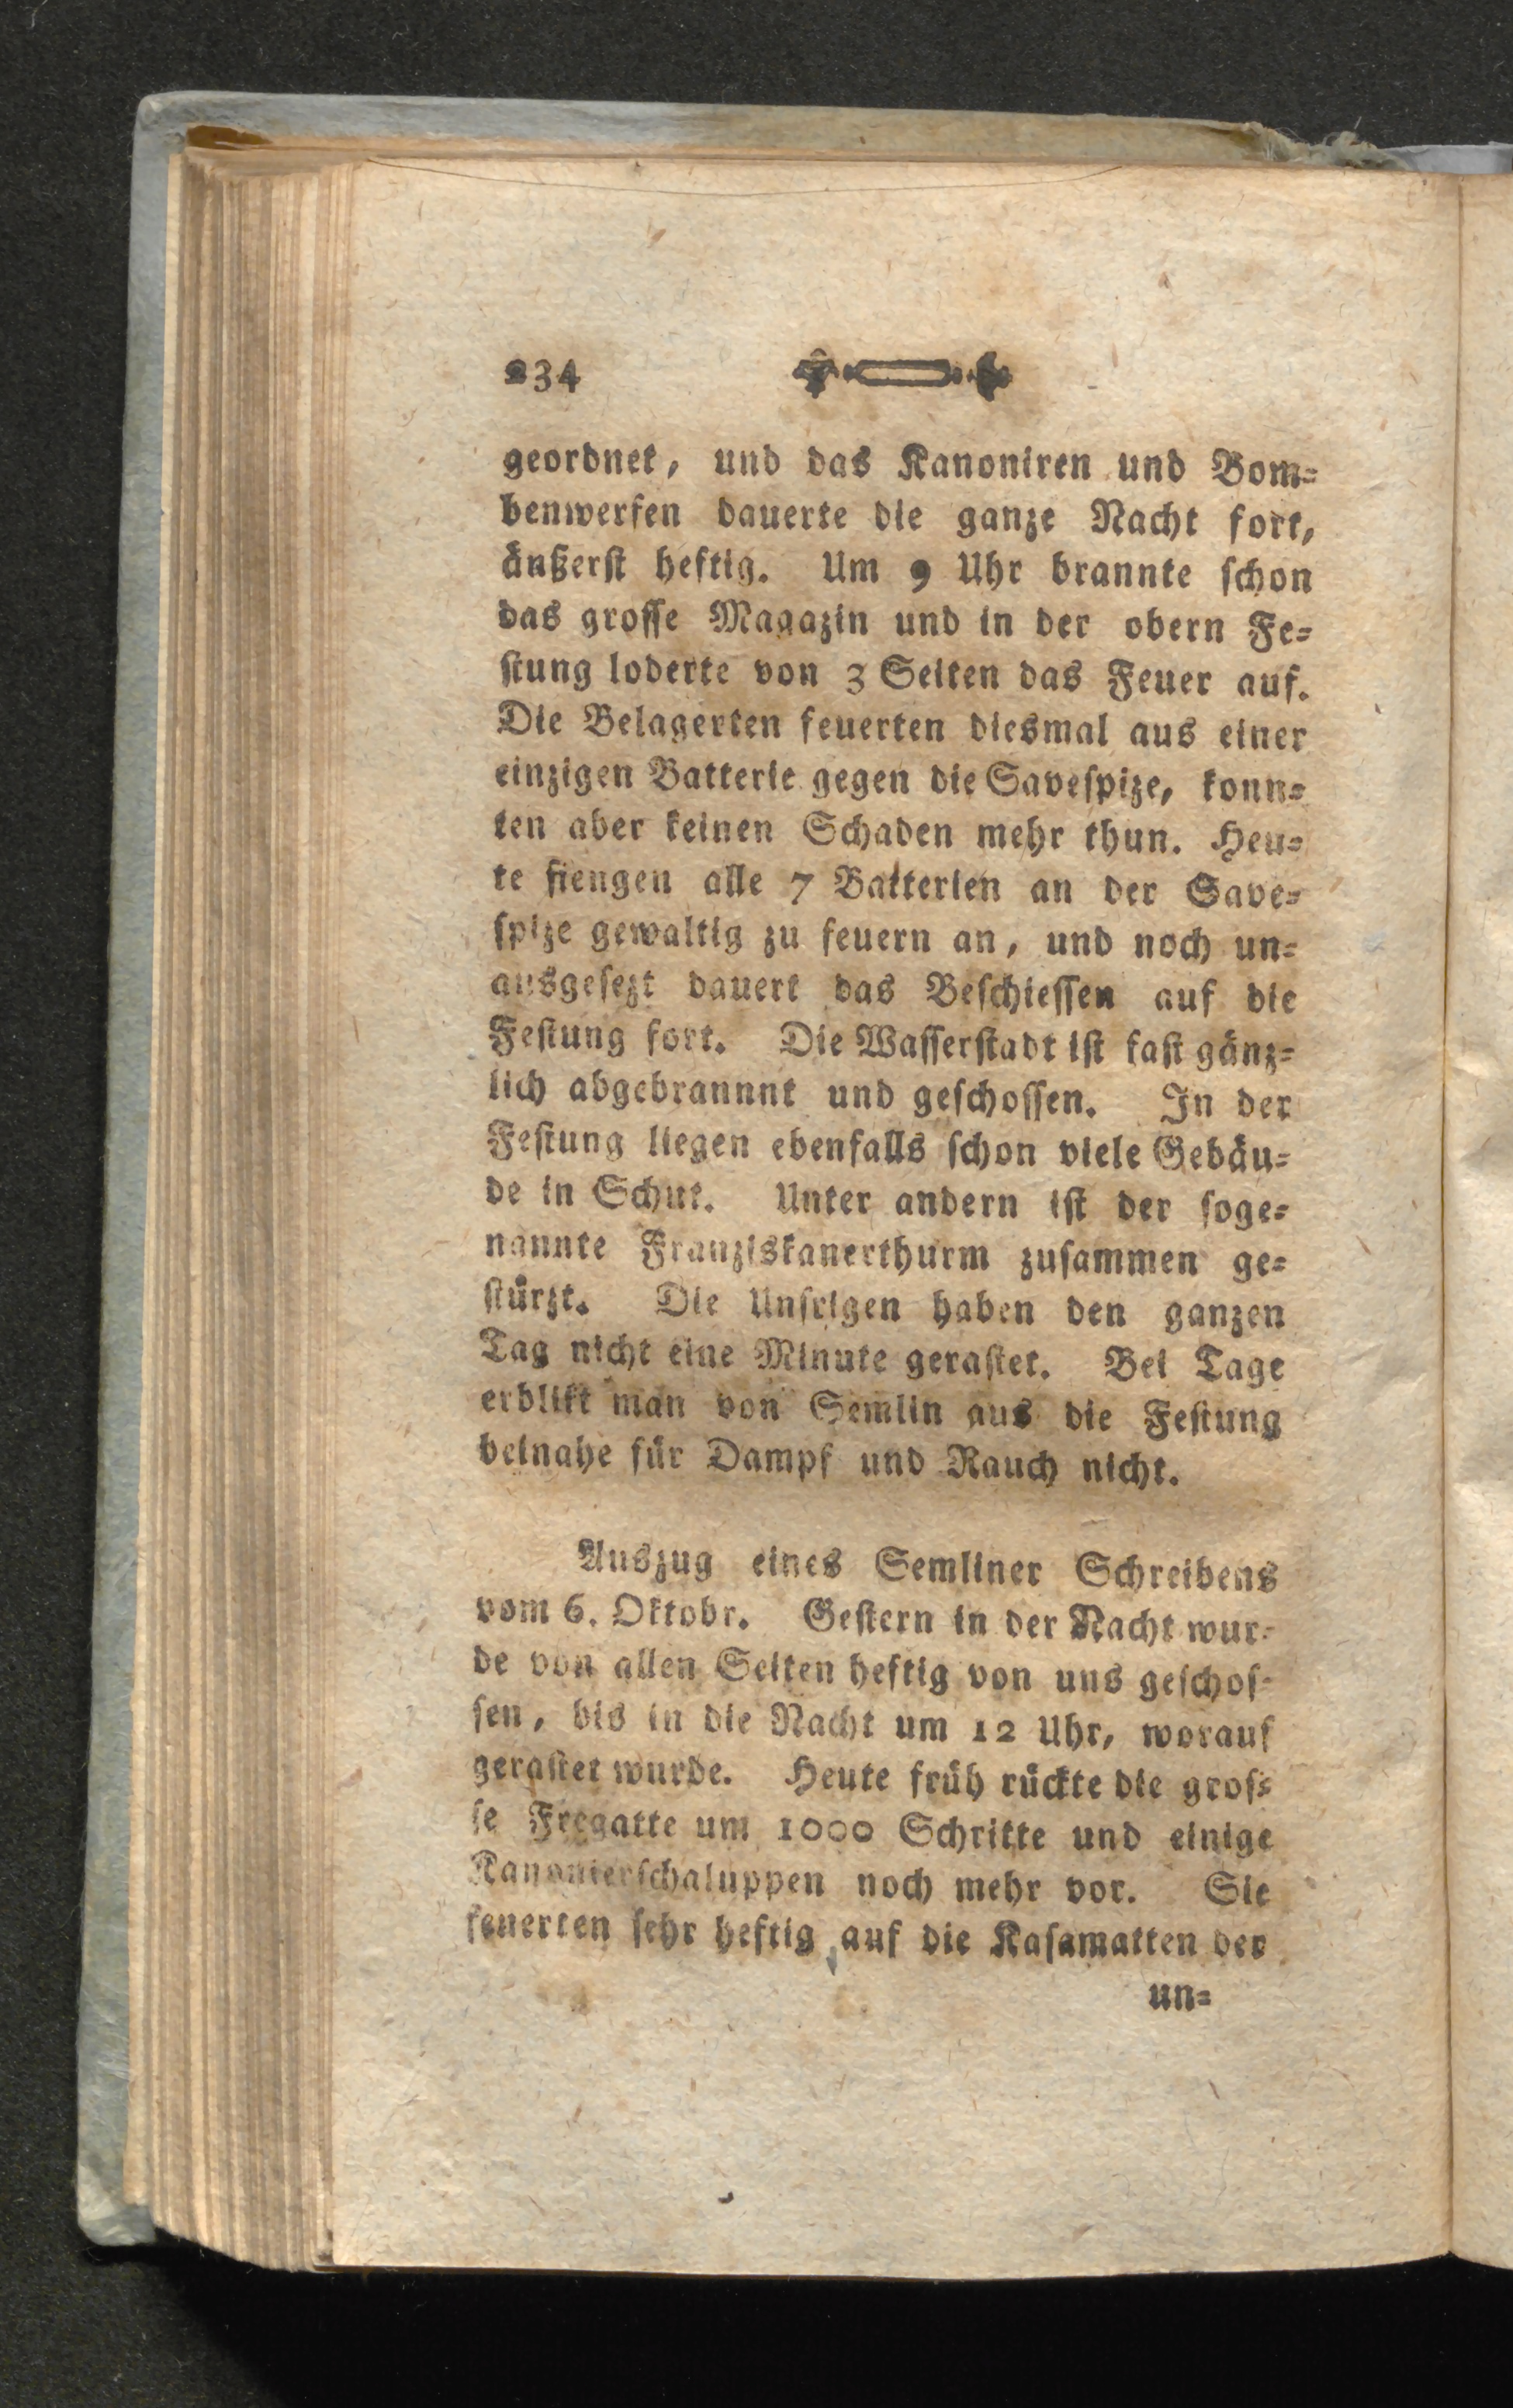 234
geordnet, und das Kanoniren und Bom=
benwerfen dauerte die ganze Nacht fort,
änßerſt heftig. Um 9 Uhr brannte ſchon
das groſſe Magazin und in der obern Fe=
ſtung loderte von 3 Seiten das Feuer auf.
Die Belagerten feuerten diesmal aus einer
einzigen Batterie gegen die Saveſpize, konn=
ten aber keinen Schaden mehr thun. Heu=
te fiengen alle 7 Batterien an der Save=
ſpize gewaltig zu feuern an, und noch un=
ausgeſezt dauert das Beſchieſſen auf die
Feſtung fort. Die Waſſerſtadt iſt faſt gänz=
lich abgebrannnt und geſchoſſen. In der
Feſtung liegen ebenfalls ſchon viele Gebäu=
de in Schut. Unter andern iſt der ſoge=
nannte Franziskanerthurm zuſammen ge=
ſtürzt. Die Unſrigen haben den ganzen
Tag nicht eine Minute geraſtet. Bei Tage
erblikt man von Semlin aus die Feſtung
beinahe für Dampf und Rauch nicht.
Auszug eines Semliner Schreibens
vom 6. Oktobr. Geſtern in der Nacht wur=
de von allen Seiten heftig von uns geſchoſ=
ſen, bis in die Nacht um 12 Uhr, worauf
geraſtet wurde. Heute früh rückte die groſ=
ſe Fregatte um 1000 Schritte und einige
Kanonierſchaluppen noch mehr vor. Sie
feuerten ſehr heftig auf die Kaſamatten der
un=